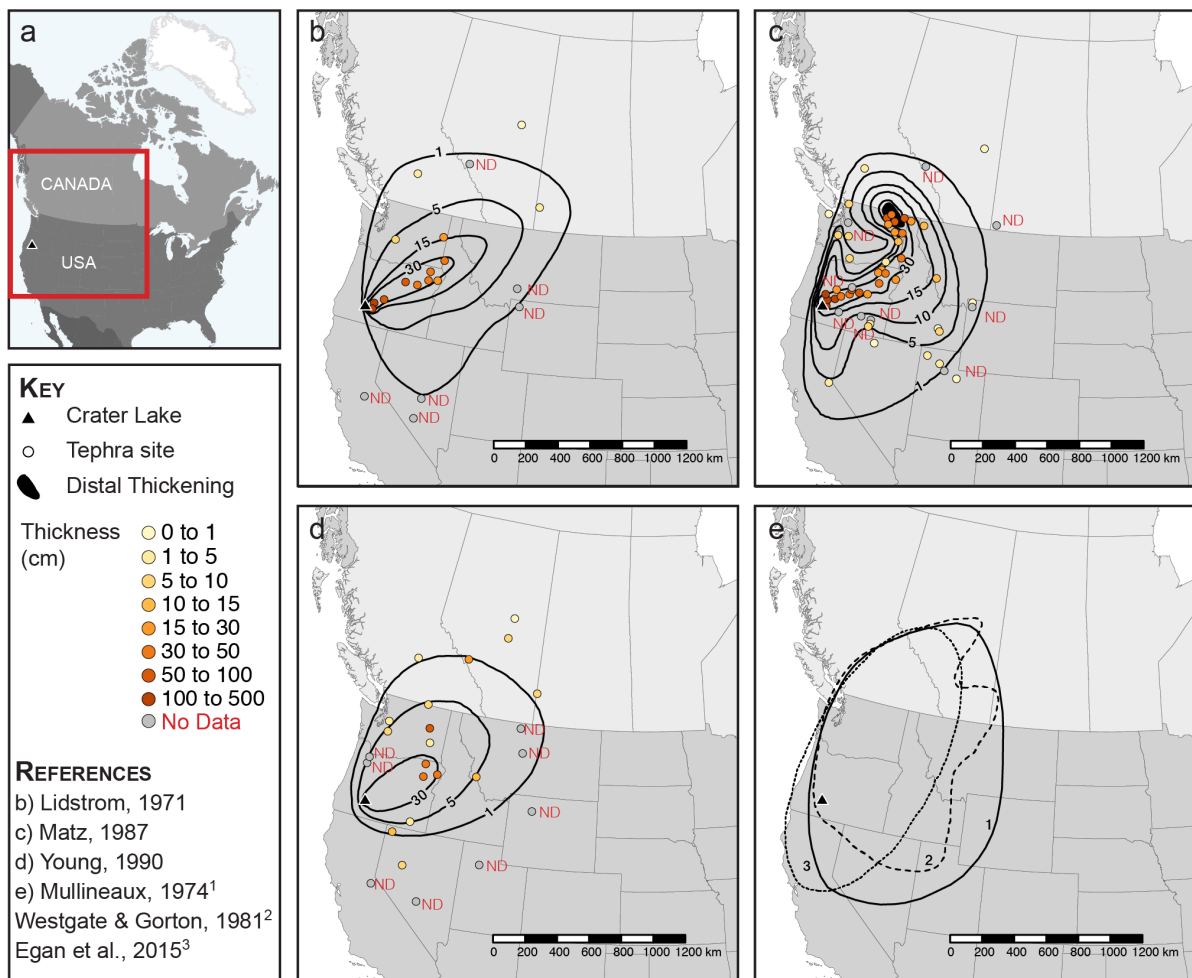 a
CANADA
USA
KEY
Crater Lake
Tephra site
Distal Thickening
Thickness
(cm)
0 to 1
1 to 5
5 to 10
10 to 15
15 to 30
30 to 50
50 to 100
100 to 500
No Data
REFERENCES
b) Lidstrom, 1971
c) Matz, 1987
d) Young, 1990
e) Mullineaux, 1974¹
Westgate & Gorton, 1981²
Egan et al., 2015³
b
1
ND
5
15
30
ND
ND
ND
ND
ND
0 200 400 600 800 1000 1200 km
c
ND
ND
30
ND
15
ND
ND
ND
10
ND
5
ND
1
0 200 400 600 800 1000 1200 km
d
ND
ND
ND
ND
30
5
1
ND
ND
ND
ND
0 200 400 600 800 1000 1200 km
e
1
2
3
0 200 400 600 800 1000 1200 km